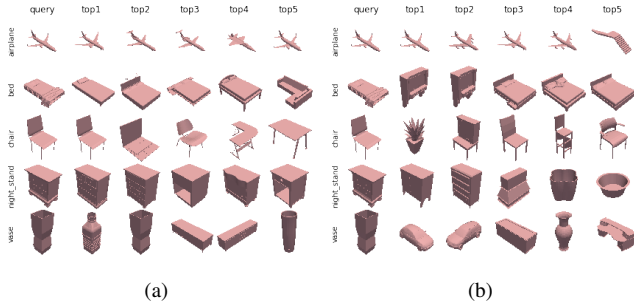 query top1 top2 top3 top4 top5 query top1 top2 top3 top4 top5
airplane airplane
bed bed
chair chair
night_stand night_stand
vase vase
(a) (b)